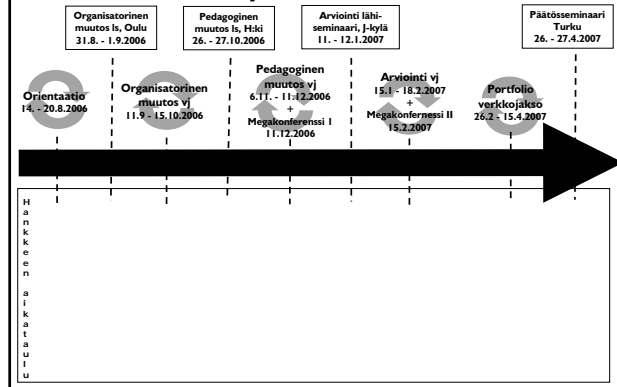 Organisatorinen
muutos ls, Oulu
31.8. - 1.9.2006
Pedagoginen
muutos ls, H:ki
26. - 27.10.2006
Arviointi lähi-
seminaari, J-kylä
11. - 12.1.2007
Päätösseminaari
Turku
26. - 27.4.2007
Orientaatio
14. - 20.8.2006
Organisatorinen
muutos vj
11.9 - 15.10.2006
Pedagoginen
muutos vj
6.11. - 11.12.2006
+
Megakonferenssi I
11.12.2006
Arviointi vj
15.1 - 18.2.2007
+
Megakonfernessi II
15.2.2007
Portfolio
verkkojakso
26.2 - 15.4.2007
Hankkeen aikataulu